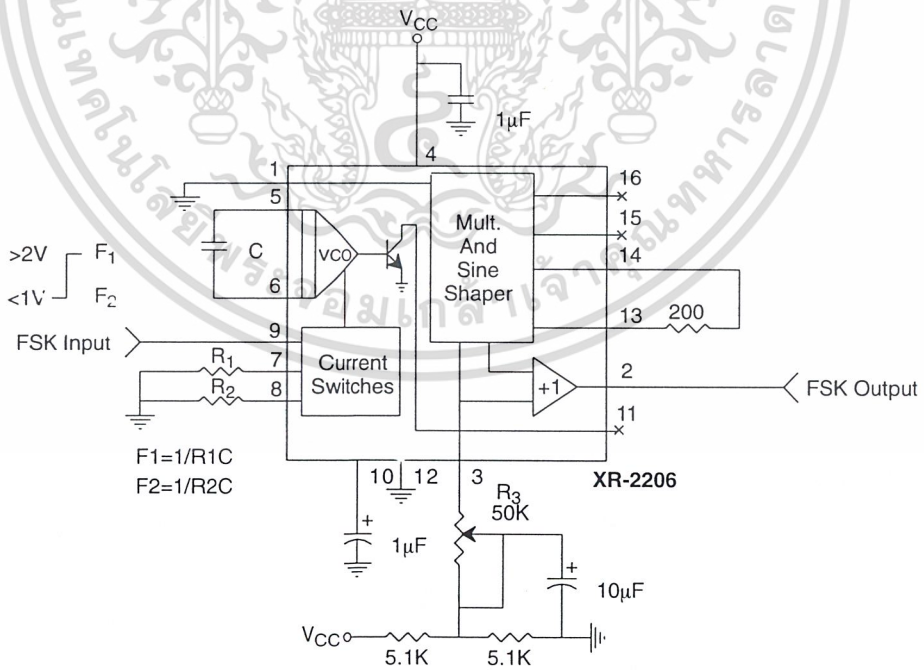 V_CC
1μF
4
1
16
5
15
Mult.
And
Sine
Shaper
14
C
VCO
>2V
F₁
<1V
F₂
6
13
200
9
FSK Input
7
R₁
Current
Switches
8
R₂
+1
2
FSK Output
11
F1=1/R1C
F2=1/R2C
10
12
3
XR-2206
R₃
50K
+
1μF
+
10μF
V_CC
5.1K
5.1K